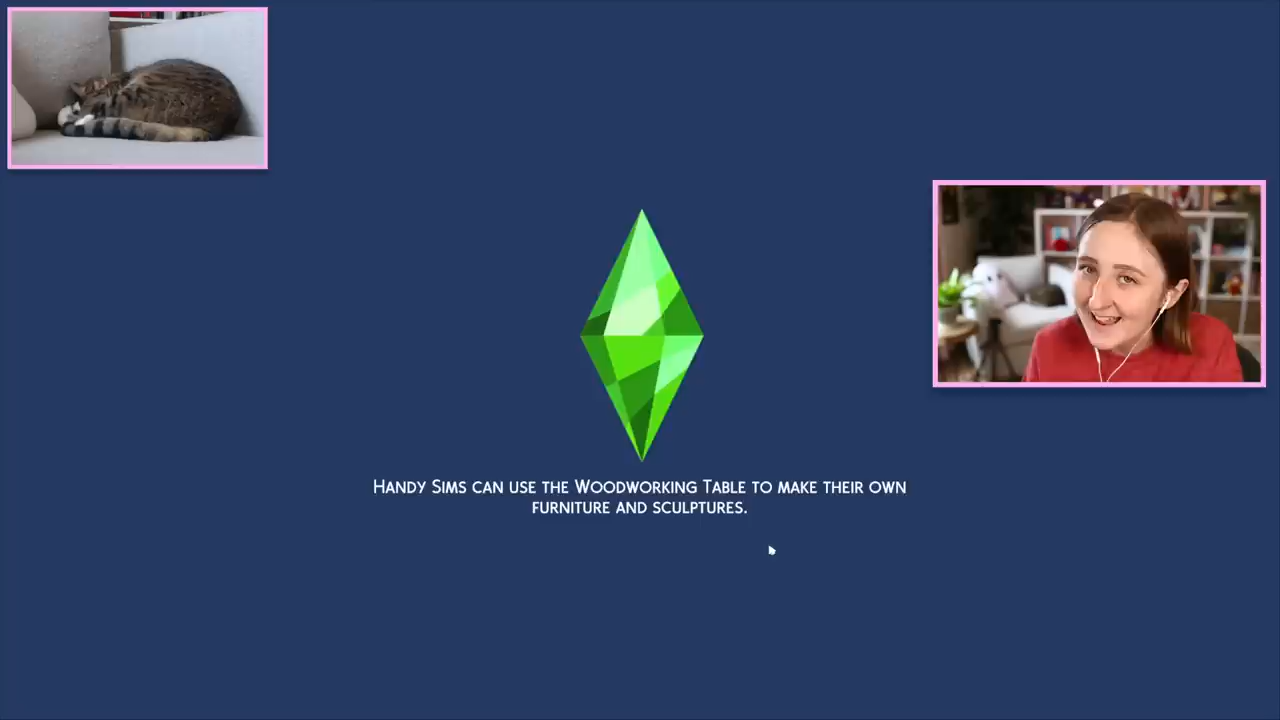 Handy Sims can use the Woodworking Table to make their own
furniture and sculptures.